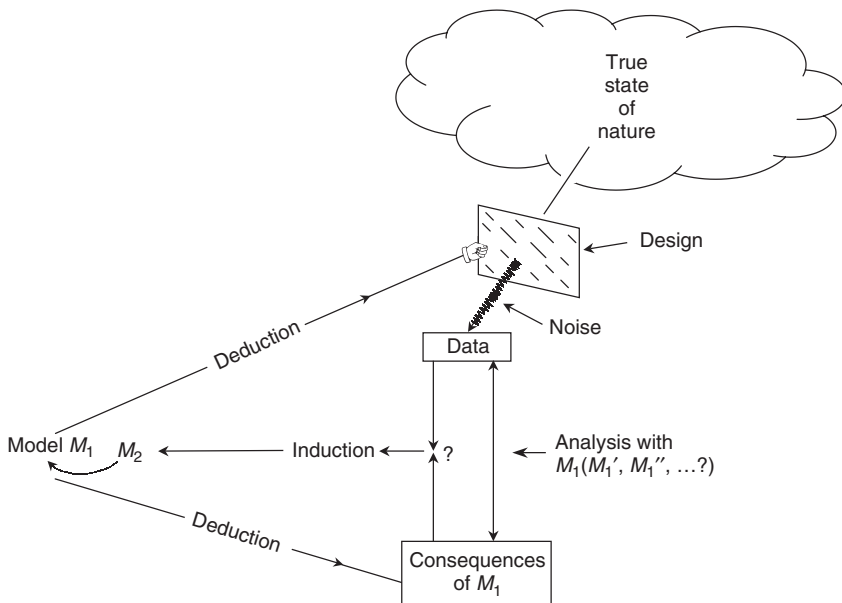 True
state
of
nature
Design
Noise
Deduction
Data
Model M₁
M₂
Induction
?
Analysis with
M₁(M₁′, M₁″, …?)
Deduction
Consequences
of M₁